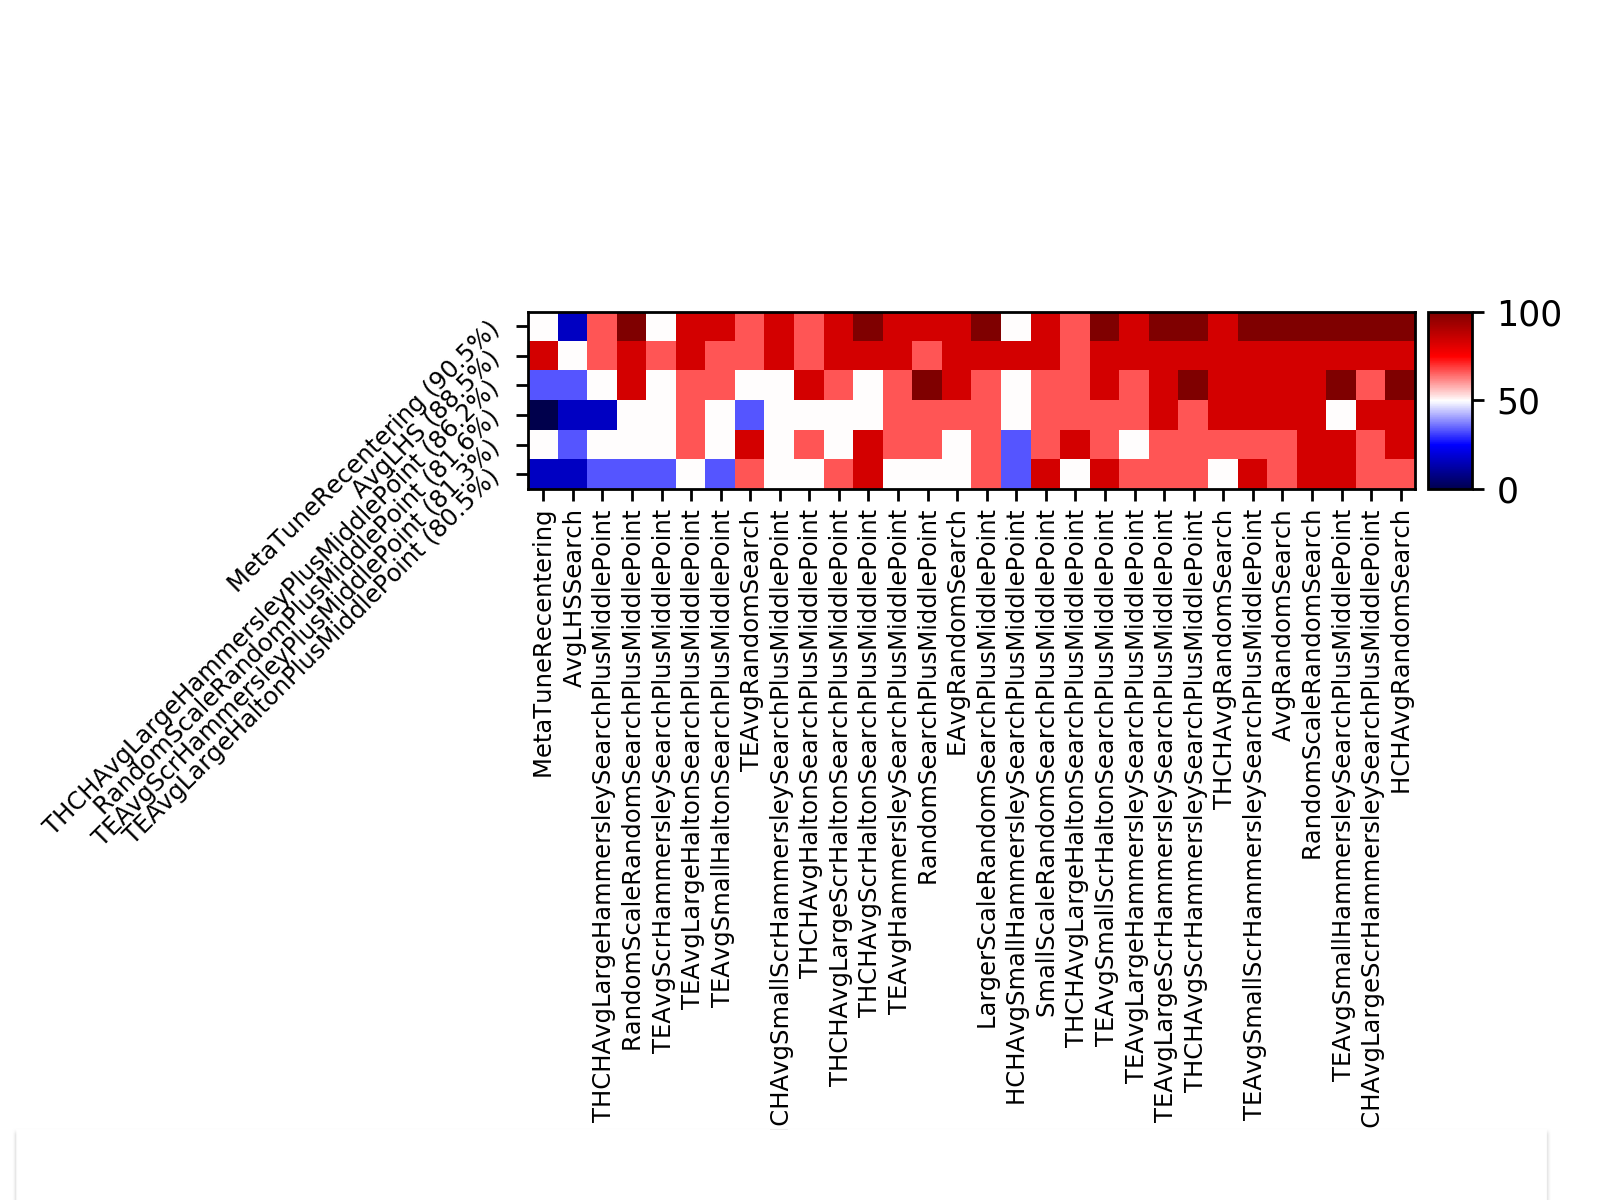 MetaTuneRecentering (90.5%)
AvgLHS (88.5%)
THCHAvgLargeHammersleyPlusMiddlePoint (86.2%)
RandomScaleRandomPlusMiddlePoint (81.6%)
TEAvgScrHammersleyPlusMiddlePoint (81.3%)
TEAvgLargeHaltonPlusMiddlePoint (80.5%)
100
50
0
MetaTuneRecentering
AvgLHSSearch
THCHAvgLargeHammersleySearchPlusMiddlePoint
RandomScaleRandomSearchPlusMiddlePoint
TEAvgScrHammersleySearchPlusMiddlePoint
TEAvgLargeHaltonSearchPlusMiddlePoint
TEAvgSmallHaltonSearchPlusMiddlePoint
TEAvgRandomSearch
CHAvgSmallScrHammersleySearchPlusMiddlePoint
THCHAvgHaltonSearchPlusMiddlePoint
THCHAvgLargeScrHaltonSearchPlusMiddlePoint
THCHAvgScrHaltonSearchPlusMiddlePoint
TEAvgHammersleySearchPlusMiddlePoint
RandomSearchPlusMiddlePoint
EAvgRandomSearch
LargerScaleRandomSearchPlusMiddlePoint
HCHAvgSmallHammersleySearchPlusMiddlePoint
SmallScaleRandomSearchPlusMiddlePoint
THCHAvgLargeHaltonSearchPlusMiddlePoint
TEAvgSmallScrHaltonSearchPlusMiddlePoint
TEAvgLargeHammersleySearchPlusMiddlePoint
TEAvgLargeScrHammersleySearchPlusMiddlePoint
THCHAvgScrHammersleySearchPlusMiddlePoint
THCHAvgRandomSearch
TEAvgSmallScrHammersleySearchPlusMiddlePoint
AvgRandomSearch
RandomScaleRandomSearch
TEAvgSmallHammersleySearchPlusMiddlePoint
CHAvgLargeScrHammersleySearchPlusMiddlePoint
HCHAvgRandomSearch